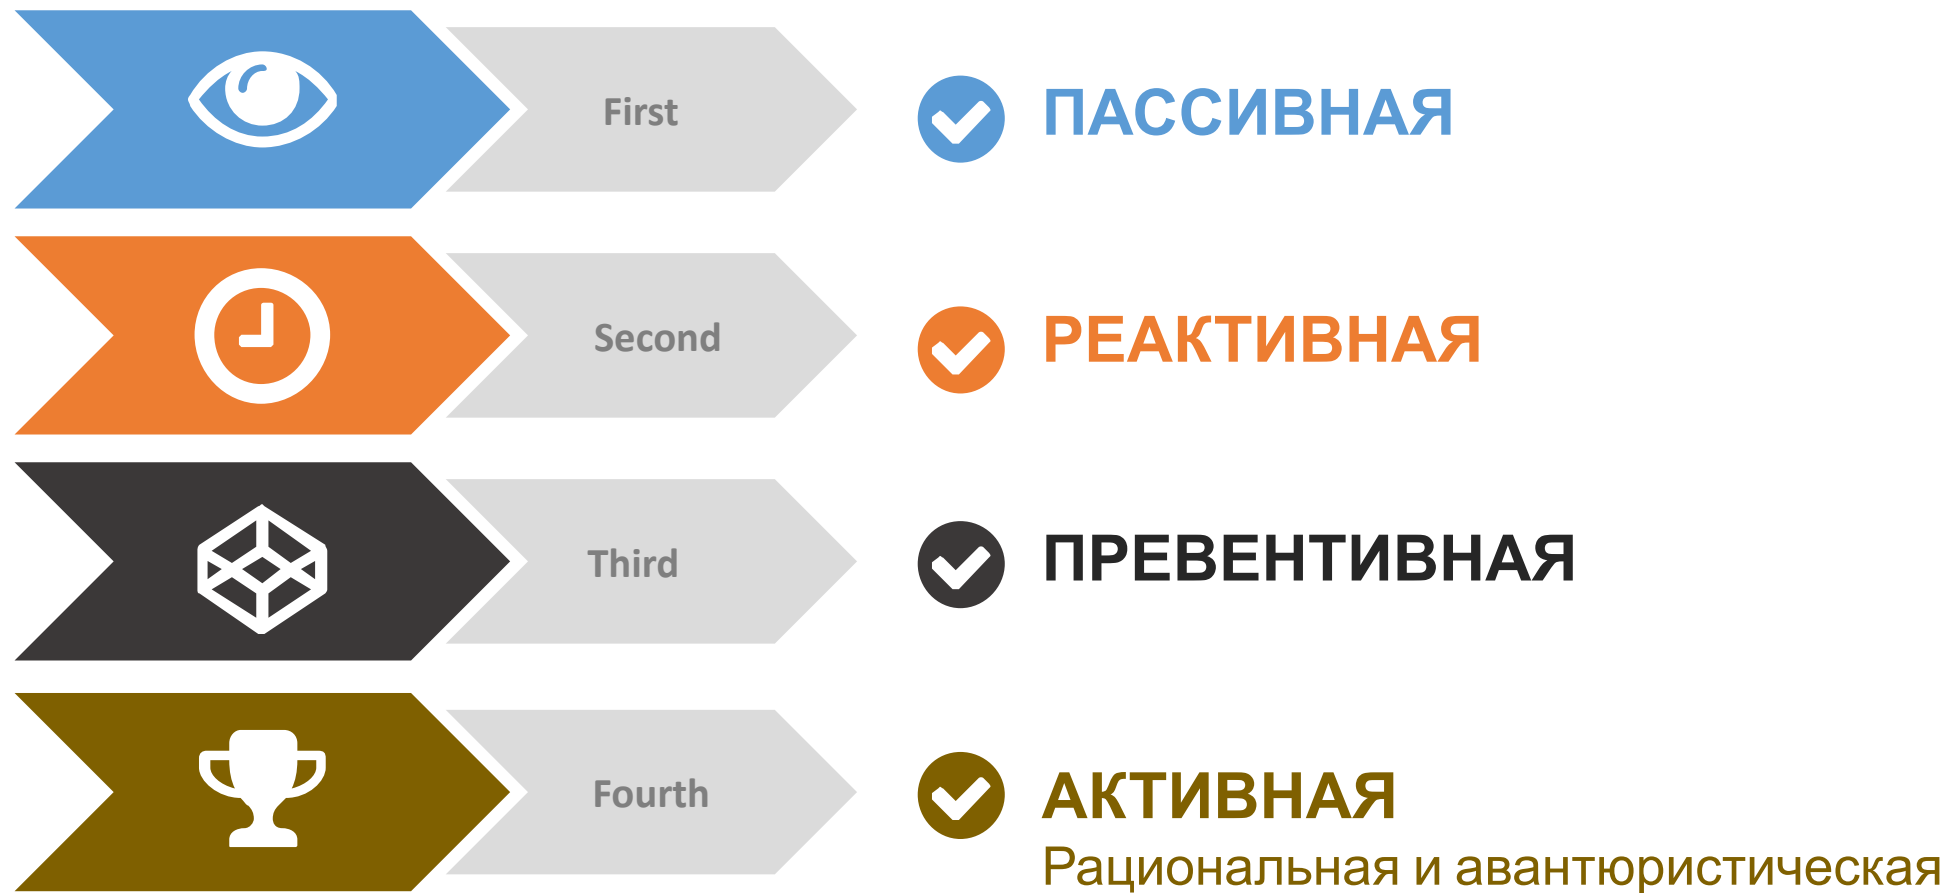 First
ПАССИВНАЯ
Second
РЕАКТИВНАЯ
Third
ПРЕВЕНТИВНАЯ
Fourth
АКТИВНАЯ
Рациональная и авантюристическая